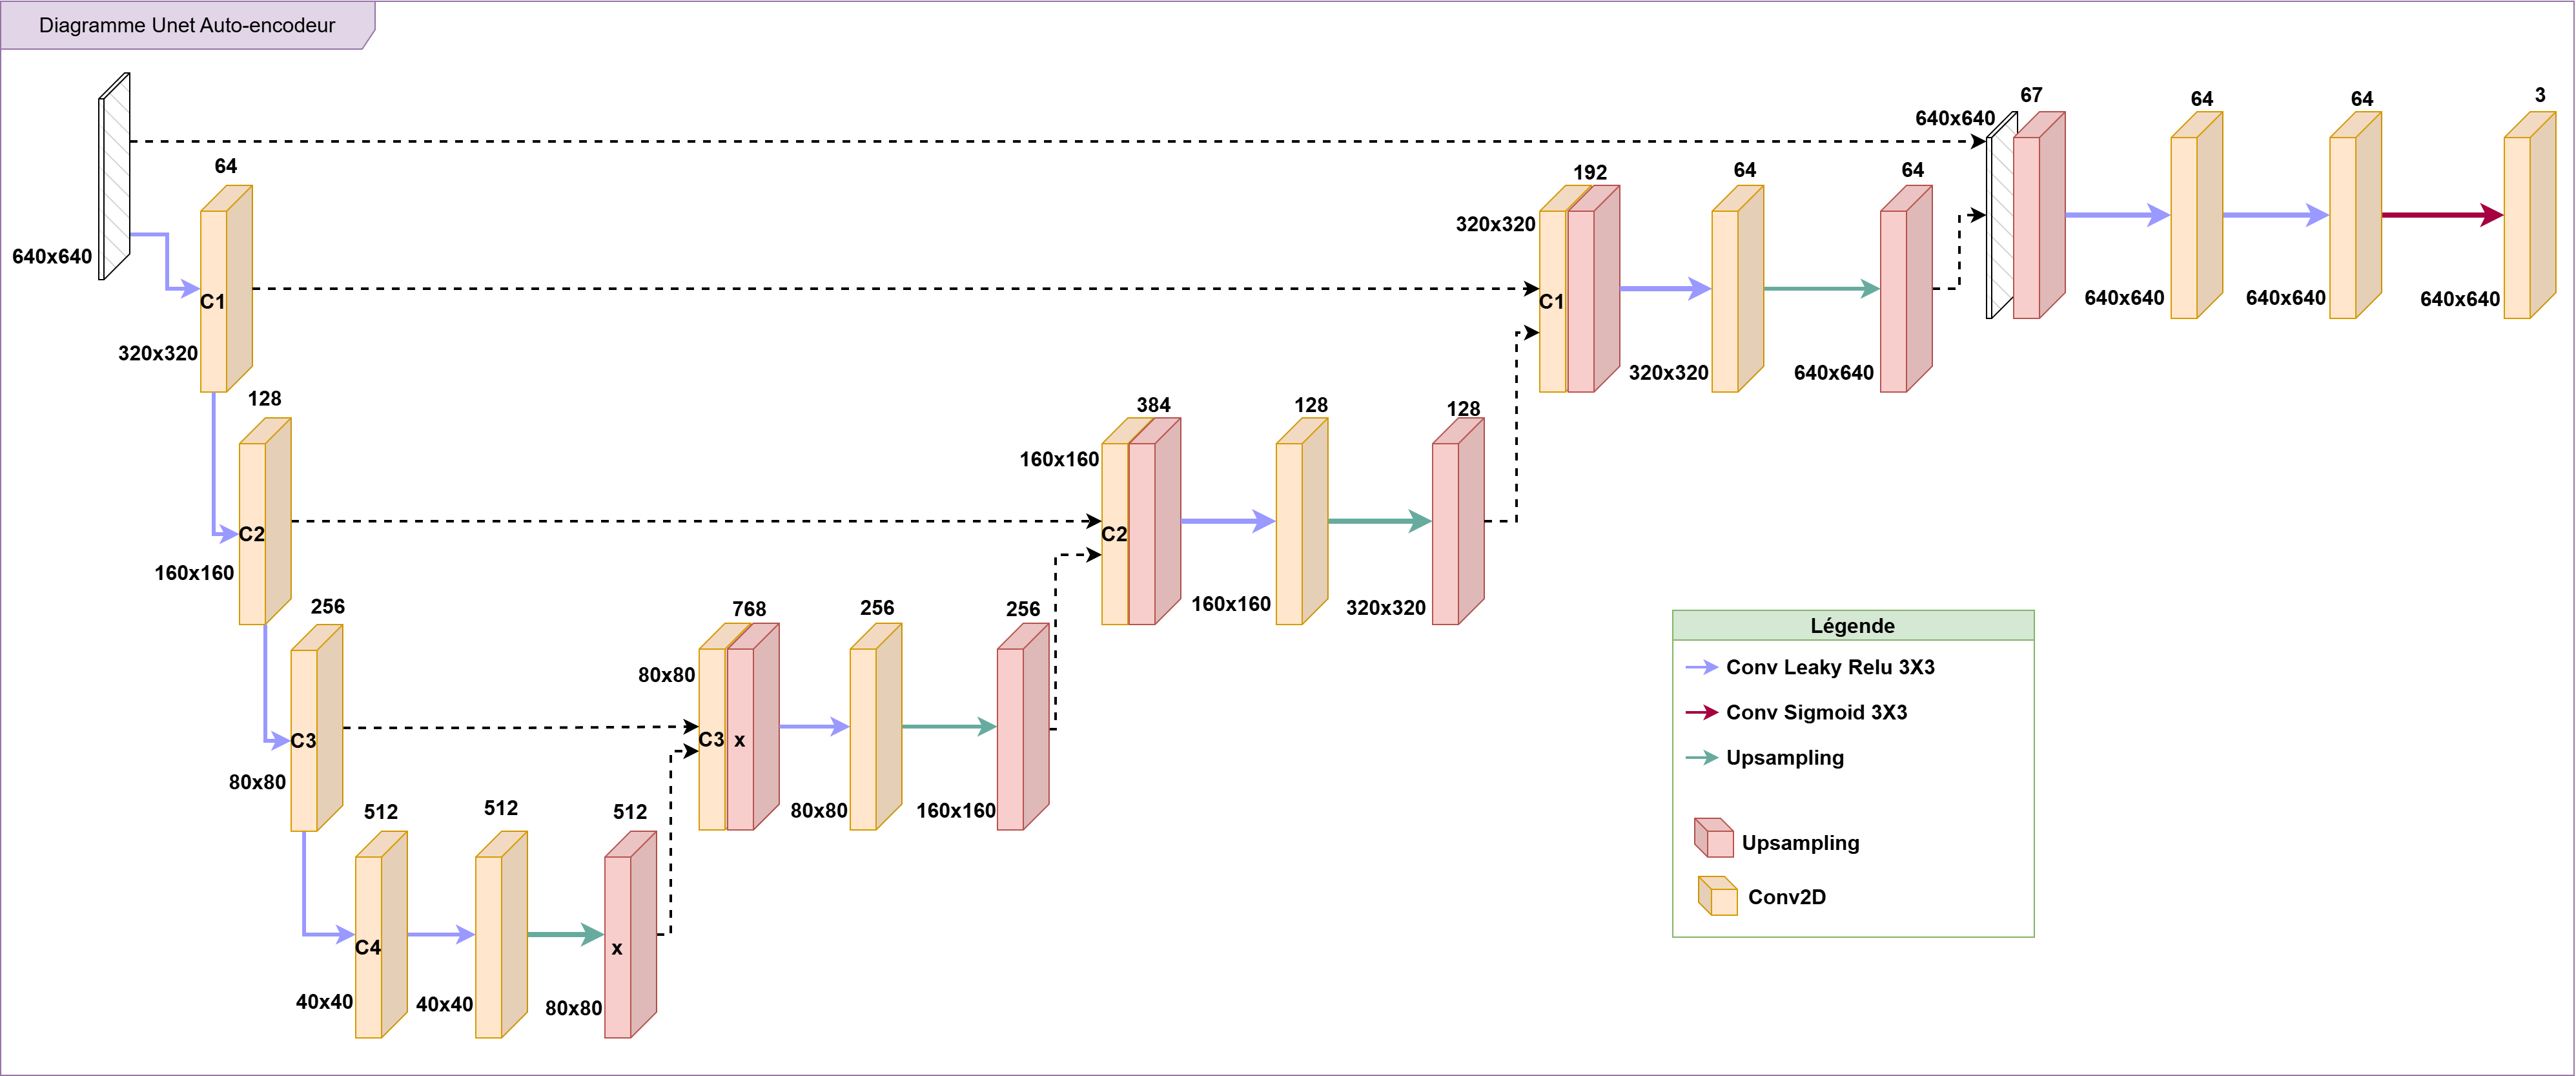 Diagramme Unet Auto-encodeur
640x640
64
C1
320x320
128
C2
160x160
256
C3
80x80
512
C4
40x40
512
40x40
512
x
80x80
768
80x80
C3
x
256
80x80
256
160x160
384
160x160
C2
128
160x160
128
320x320
192
320x320
C1
64
320x320
64
640x640
67
640x640
64
640x640
64
640x640
3
640x640
Légende
Conv Leaky Relu 3X3
Conv Sigmoid 3X3
Upsampling
Upsampling
Conv2D